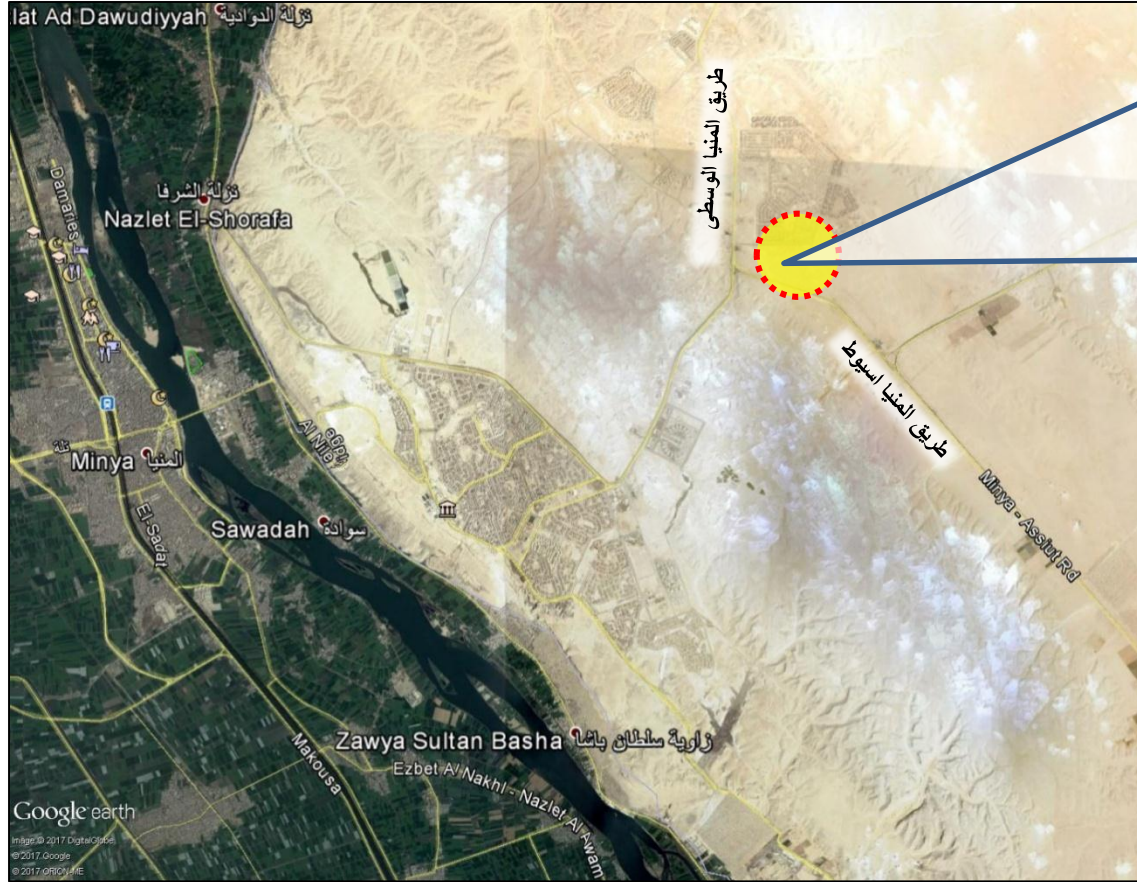 lat Ad Dawudiyyah نزلة الدوادية
طريق المنيا الوسطى
Damaries
نزلة الشرفا
Nazlet El-Shorafa
طريق المنيا اسيوط
Al Nile
تلة
Minya المنيا
El-Sadat
Sawadah سوادة
Minya - Assiut Rd
Zawya Sultan Basha زاوية سلطان باشا
Makousa
Ezbet Al Nakhl - Nazlet Al Awam
Google earth
Image © 2017 DigitalGlobe
© 2017 Google
© 2017 ORION-ME